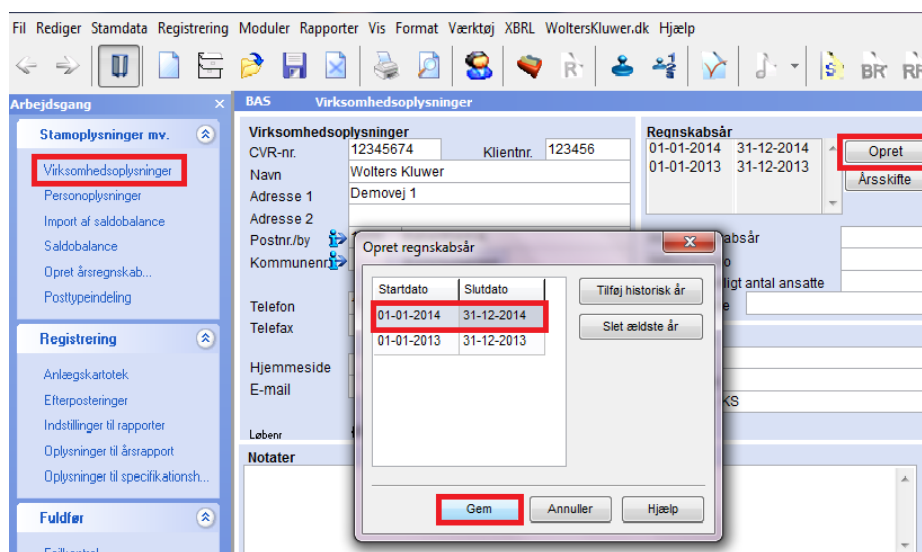 Fil Rediger Stamdata Registrering Moduler Rapporter Vis Format Værktøj XBRL WoltersKluwer.dk Hjælp
R
S BR RR
Arbejdsgang
Stamoplysninger mv.
Virksomhedsoplysninger
Personoplysninger
Import af saldobalance
Saldobalance
Opret årsregnskab...
Posttypeindeling
Registrering
Anlægskartotek
Efterposteringer
Indstillinger til rapporter
Oplysninger til årsrapport
Oplysninger til specifikationsh...
Fuldfør
BAS Virksomhedsoplysninger
Virksomhedsoplysninger
CVR-nr. 12345674 Klientnr. 123456
Navn Wolters Kluwer
Adresse 1 Demovej 1
Adresse 2
Postnr./by
Kommunenr
Telefon
Telefax
Hjemmeside
E-mail
Løbenr
Notater
Regnskabsår
01-01-2014 31-12-2014
01-01-2013 31-12-2013
Opret
Årsskifte
absår
o
ligt antal ansatte
e
KS
Opret regnskabsår
Startdato Slutdato
01-01-2014 31-12-2014
01-01-2013 31-12-2013
Tilføj historisk år
Slet ældste år
Gem Annuller Hjælp